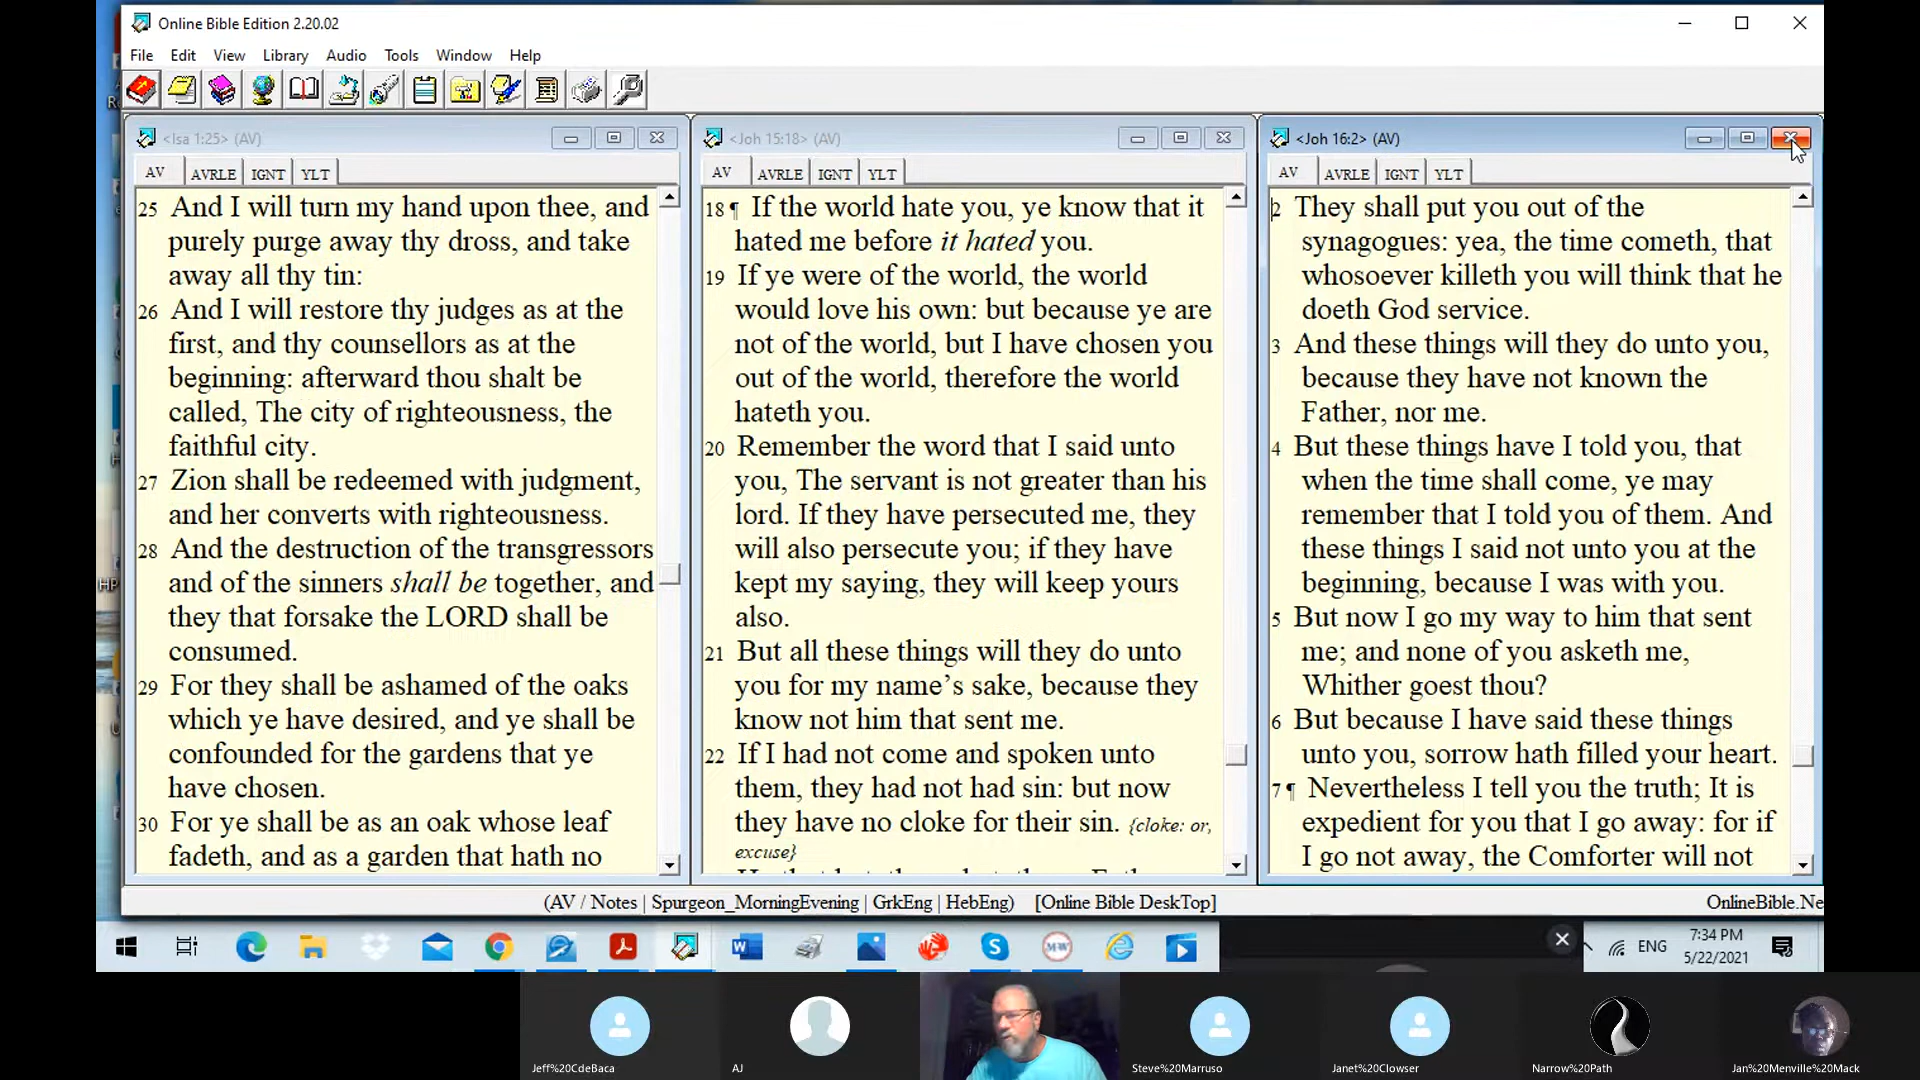 Online Bible Edition 2.20.02
File Edit View Library Audio Tools Window Help
<Isa 1:25> (AV)
AV AVRLE IGNT YLT
25 And I will turn my hand upon thee, and
purely purge away thy dross, and take
away all thy tin:
26 And I will restore thy judges as at the
first, and thy counsellors as at the
beginning: afterward thou shalt be
called, The city of righteousness, the
faithful city.
27 Zion shall be redeemed with judgment,
and her converts with righteousness.
28 And the destruction of the transgressors
and of the sinners shall be together, and
they that forsake the LORD shall be
consumed.
29 For they shall be ashamed of the oaks
which ye have desired, and ye shall be
confounded for the gardens that ye
have chosen.
30 For ye shall be as an oak whose leaf
fadeth, and as a garden that hath no
<Joh 15:18> (AV)
AV AVRLE IGNT YLT
18 ¶ If the world hate you, ye know that it
hated me before it hated you.
19 If ye were of the world, the world
would love his own: but because ye are
not of the world, but I have chosen you
out of the world, therefore the world
hateth you.
20 Remember the word that I said unto
you, The servant is not greater than his
lord. If they have persecuted me, they
will also persecute you; if they have
kept my saying, they will keep yours
also.
21 But all these things will they do unto
you for my name’s sake, because they
know not him that sent me.
22 If I had not come and spoken unto
them, they had not had sin: but now
they have no cloke for their sin. {cloke: or,
excuse}
<Joh 16:2> (AV)
AV AVRLE IGNT YLT
2 They shall put you out of the
synagogues: yea, the time cometh, that
whosoever killeth you will think that he
doeth God service.
3 And these things will they do unto you,
because they have not known the
Father, nor me.
4 But these things have I told you, that
when the time shall come, ye may
remember that I told you of them. And
these things I said not unto you at the
beginning, because I was with you.
5 But now I go my way to him that sent
me; and none of you asketh me,
Whither goest thou?
6 But because I have said these things
unto you, sorrow hath filled your heart.
7 ¶ Nevertheless I tell you the truth; It is
expedient for you that I go away: for if
I go not away, the Comforter will not
(AV / Notes | Spurgeon_MorningEvening | GrkEng | HebEng) [Online Bible DeskTop]
OnlineBible.Ne
HP
ENG
7:34 PM
5/22/2021
Jeff%20CdeBaca
AJ
Steve%20Marruso
Janet%20Clowser
Narrow%20Path
Jan%20Menville%20Mack